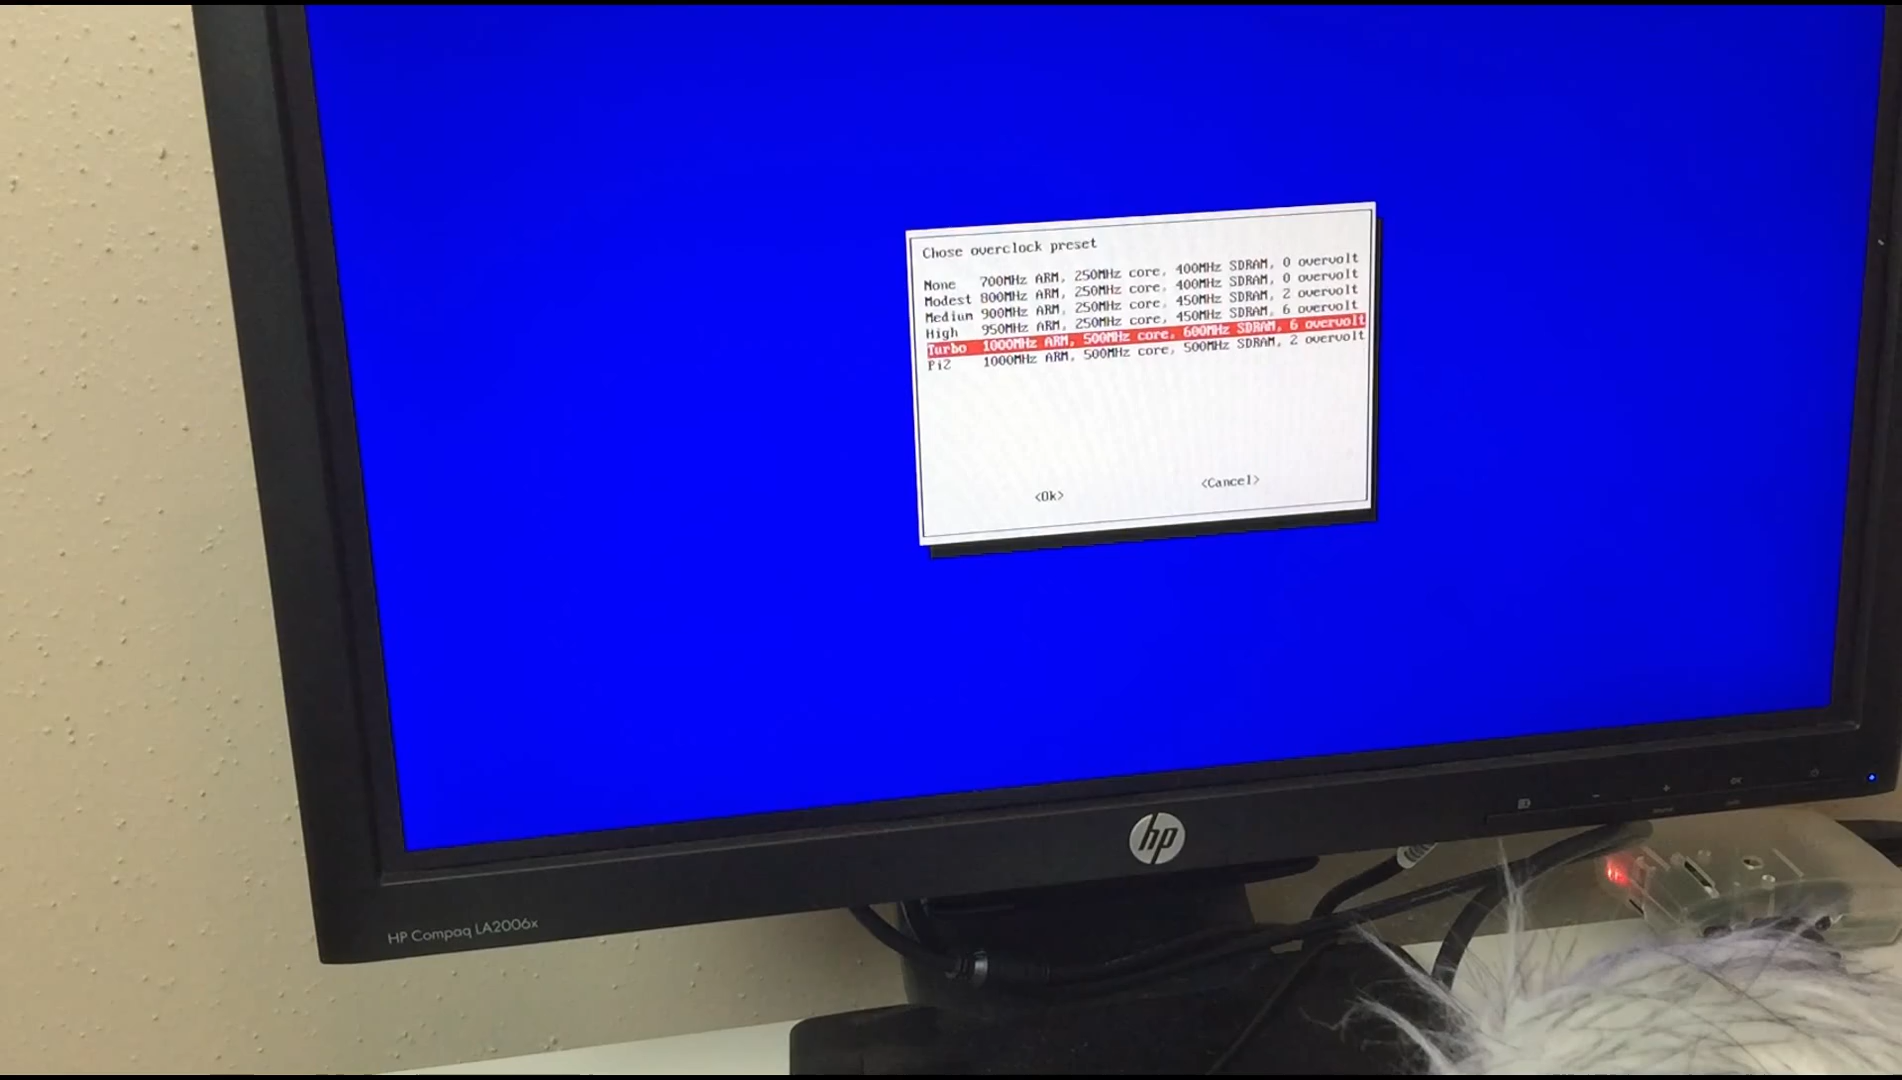 Chose overclock preset
None 700MHz ARM, 250MHz core, 400MHz SDRAM, 0 overvolt
Modest 800MHz ARM, 250MHz core, 400MHz SDRAM, 0 overvolt
Medium 900MHz ARM, 250MHz core, 450MHz SDRAM, 2 overvolt
High 950MHz ARM, 250MHz core, 450MHz SDRAM, 6 overvolt
Turbo 1000MHz ARM, 500MHz core, 600MHz SDRAM, 6 overvolt
Pi2 1000MHz ARM, 500MHz core, 500MHz SDRAM, 2 overvolt
<Ok> <Cancel>
hp
HP Compaq LA2006x